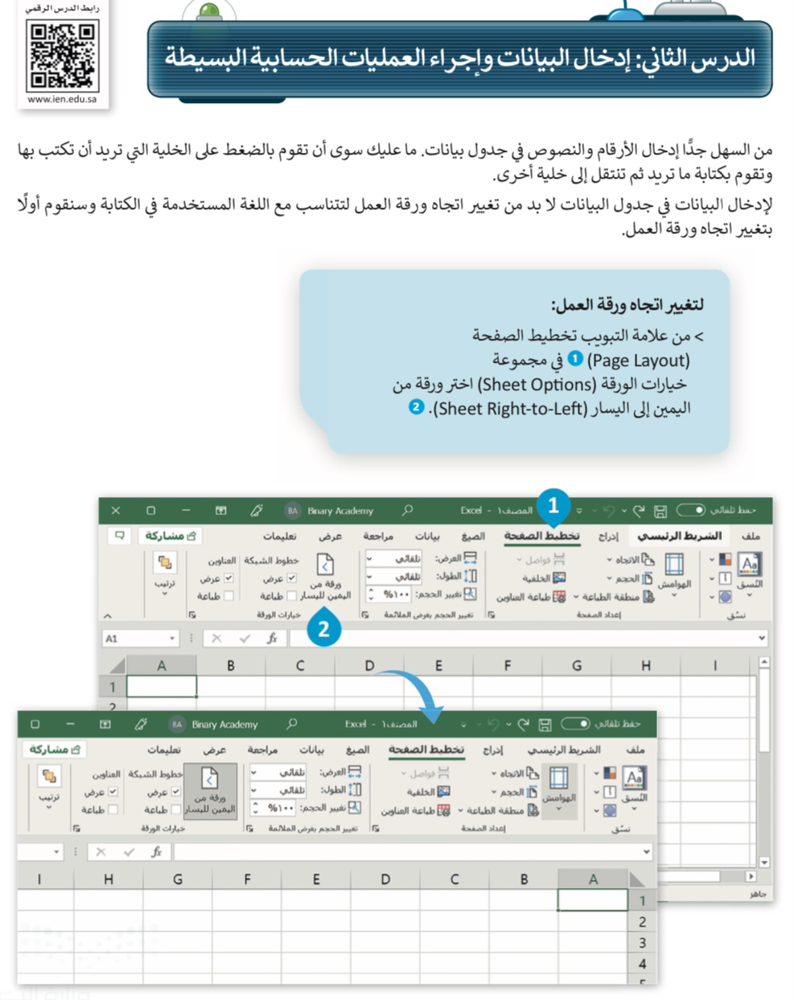 رابط الدرس الرقمي
www.ien.edu.sa
الدرس الثاني: إدخال البيانات وإجراء العمليات الحسابية البسيطة
من السهل جدًّا إدخال الأرقام والنصوص في جدول بيانات. ما عليك سوى أن تقوم بالضغط على الخلية التي تريد أن تكتب بها
وتقوم بكتابة ما تريد ثم تنتقل إلى خلية أخرى.
لإدخال البيانات في جدول البيانات لا بد من تغيير اتجاه ورقة العمل لتتناسب مع اللغة المستخدمة في الكتابة وسنقوم أولًا
بتغيير اتجاه ورقة العمل.
لتغيير اتجاه ورقة العمل:
> من علامة التبويب تخطيط الصفحة
(Page Layout) 1 في مجموعة
خيارات الورقة (Sheet Options) اختر ورقة من
اليمين إلى اليسار (Sheet Right-to-Left). 2
حفظ تلقائي 1 المصنف١ - Excel Binary Academy BA
ملف الشريط الرئيسي إدراج تخطيط الصفحة الصيغ بيانات مراجعة عرض تعليمات مشاركة
Aa النُسق الهوامش الاتجاه فواصل العرض: تلقائي ورقة من اليمين لليسار خطوط الشبكة العناوين ترتيب
الحجم الخلفية الطول: تلقائي عرض عرض
منطقة الطباعة طباعة العناوين تغيير الحجم: ١٠٠% طباعة طباعة
نسُق إعداد الصفحة تغيير الحجم بغرض الملائمة خيارات الورقة
2
A1 fx
A B C D E F G H I
1
2
جاهز
حفظ تلقائي المصنف١ - Excel Binary Academy BA
ملف الشريط الرئيسي إدراج تخطيط الصفحة الصيغ بيانات مراجعة عرض تعليمات مشاركة
Aa النُسق الهوامش الاتجاه فواصل العرض: تلقائي ورقة من اليمين لليسار خطوط الشبكة العناوين ترتيب
الحجم الخلفية الطول: تلقائي عرض عرض
منطقة الطباعة طباعة العناوين تغيير الحجم: ١٠٠% طباعة طباعة
نسُق إعداد الصفحة تغيير الحجم بغرض الملائمة خيارات الورقة
fx
I H G F E D C B A
1
2
3
4
5